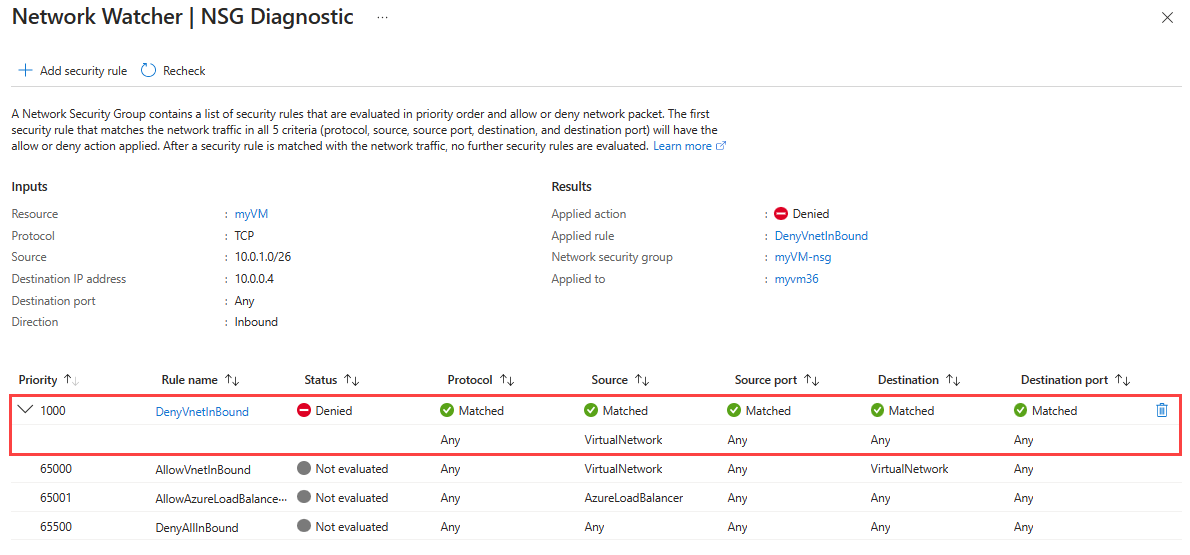 Network Watcher | NSG Diagnostic ...
Add security rule Recheck
A Network Security Group contains a list of security rules that are evaluated in priority order and allow or deny network packet. The first
security rule that matches the network traffic in all 5 criteria (protocol, source, source port, destination, and destination port) will have the
allow or deny action applied. After a security rule is matched with the network traffic, no further security rules are evaluated. Learn more
Inputs Results
Resource : myVM Applied action : Denied
Protocol : TCP Applied rule : DenyVnetInBound
Source : 10.0.1.0/26 Network security group : myVM-nsg
Destination IP address : 10.0.0.4 Applied to : myvm36
Destination port : Any
Direction : Inbound
Priority Rule name Status Protocol Source Source port Destination Destination port
1000 DenyVnetInBound Denied Matched Matched Matched Matched Matched
Any VirtualNetwork Any Any Any
65000 AllowVnetInBound Not evaluated Any VirtualNetwork Any VirtualNetwork Any
65001 AllowAzureLoadBalance... Not evaluated Any AzureLoadBalancer Any Any Any
65500 DenyAllInBound Not evaluated Any Any Any Any Any